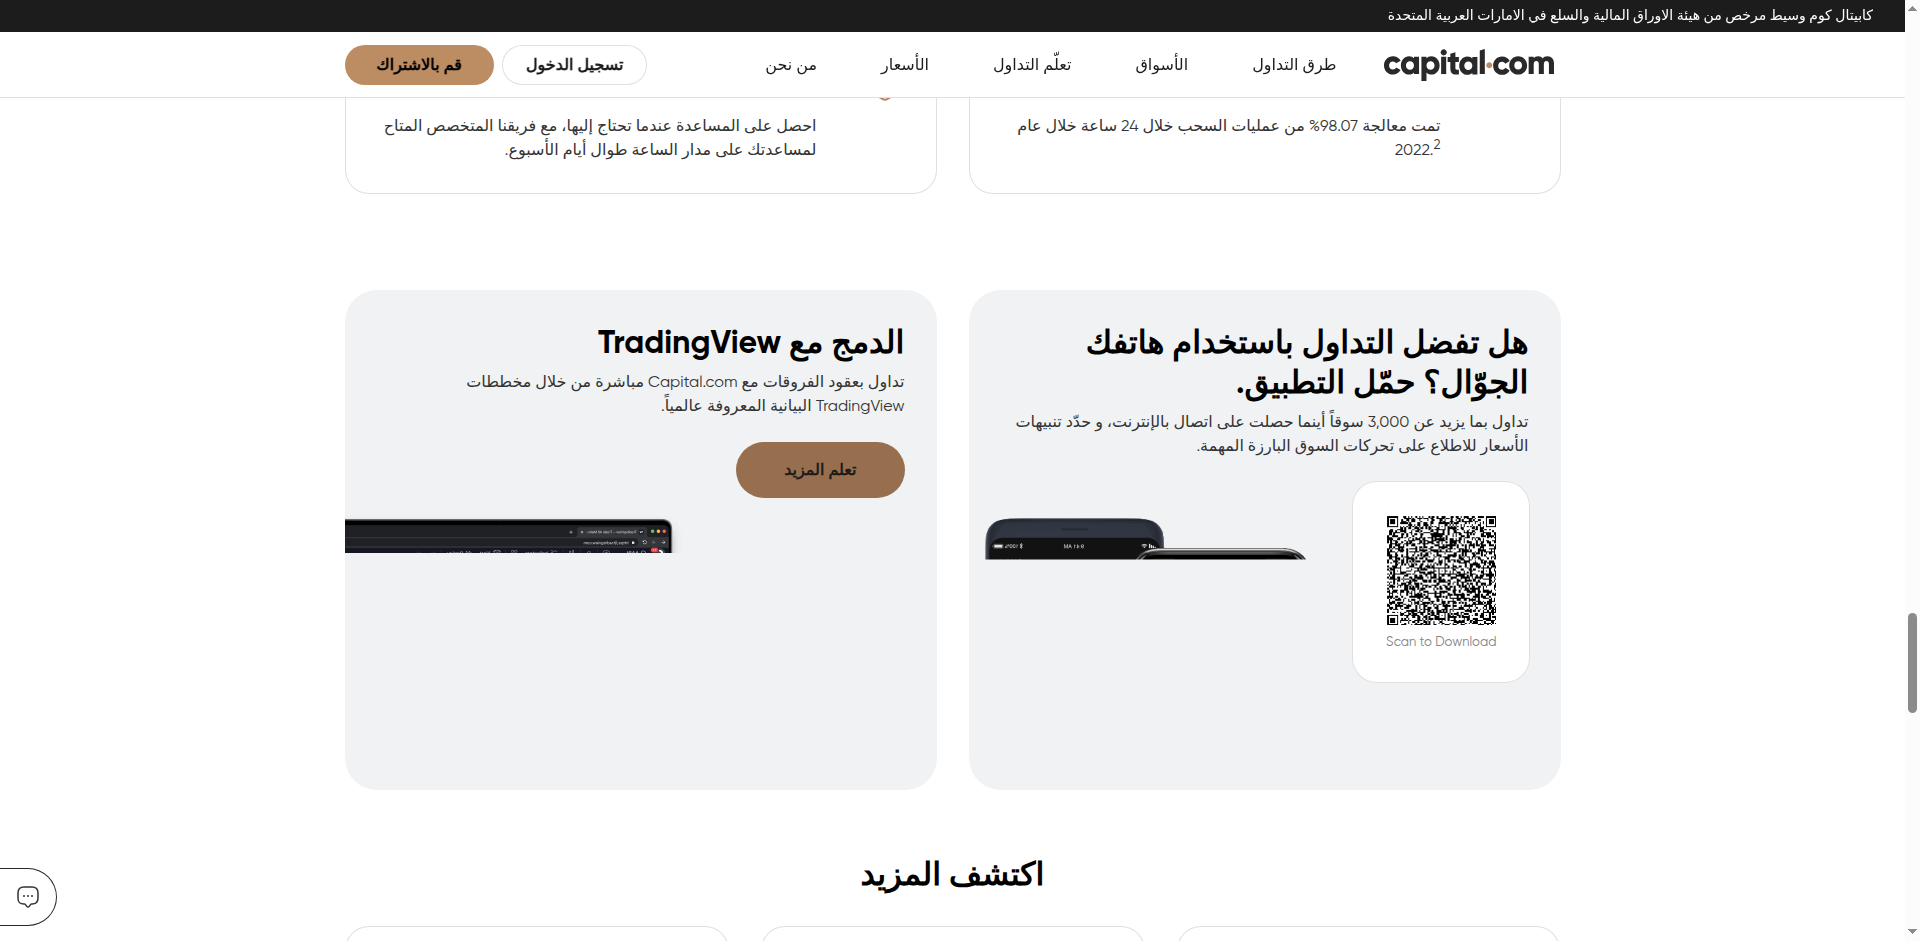 كابيتال كوم وسيط مرخص من هيئة الاوراق المالية والسلع في الامارات العربية المتحدة
capital.com
طرق التداول
الأسواق
تعلّم التداول
الأسعار
من نحن
تسجيل الدخول
قم بالاشتراك
تمت معالجة 98.07% من عمليات السحب خلال 24 ساعة خلال عام
2022.2
احصل على المساعدة عندما تحتاج إليها، مع فريقنا المتخصص المتاح
لمساعدتك على مدار الساعة طوال أيام الأسبوع.
هل تفضل التداول باستخدام هاتفك
الجوّال؟ حمّل التطبيق.
تداول بما يزيد عن 3,000 سوقاً أينما حصلت على اتصال بالإنترنت، و حدّد تنبيهات
الأسعار للاطلاع على تحركات السوق البارزة المهمة.
Scan to Download
الدمج مع TradingView
تداول بعقود الفروقات مع Capital.com مباشرة من خلال مخططات
TradingView البيانية المعروفة عالمياً.
تعلم المزيد
اكتشف المزيد